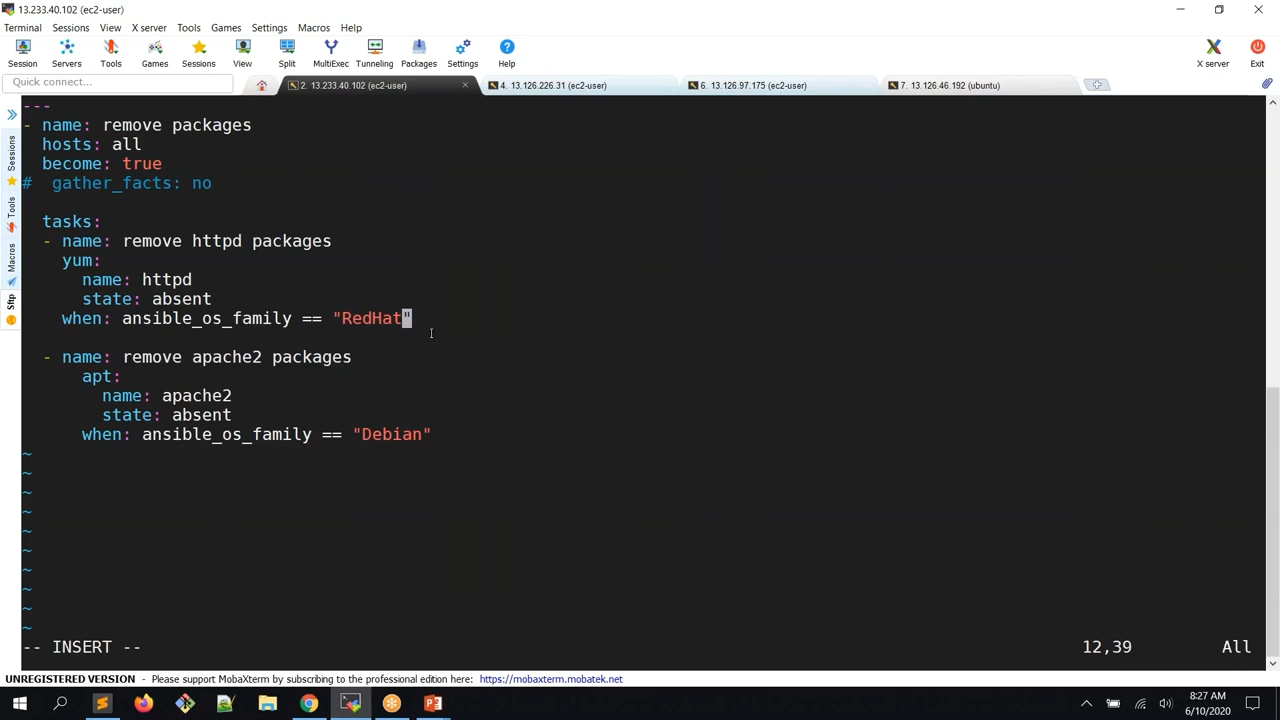 13.233.40.102 (ec2-user)
Terminal Sessions View X server Tools Games Settings Macros Help
Session Servers Tools Games Sessions View Split MultiExec Tunneling Packages Settings Help X server Exit
Quick connect...
2. 13.233.40.102 (ec2-user)
4. 13.126.226.31 (ec2-user)
6. 13.126.97.175 (ec2-user)
7. 13.126.46.192 (ubuntu)
Sessions
Tools
Macros
Sftp
---
- name: remove packages
  hosts: all
  become: true
#  gather_facts: no
  tasks:
  - name: remove httpd packages
    yum:
      name: httpd
      state: absent
    when: ansible_os_family == "RedHat"
  - name: remove apache2 packages
      apt:
        name: apache2
        state: absent
      when: ansible_os_family == "Debian"
~
~
~
~
~
~
~
~
~
~
-- INSERT -- 12,39 All
UNREGISTERED VERSION - Please support MobaXterm by subscribing to the professional edition here: https://mobaxterm.mobatek.net
8:27 AM
6/10/2020